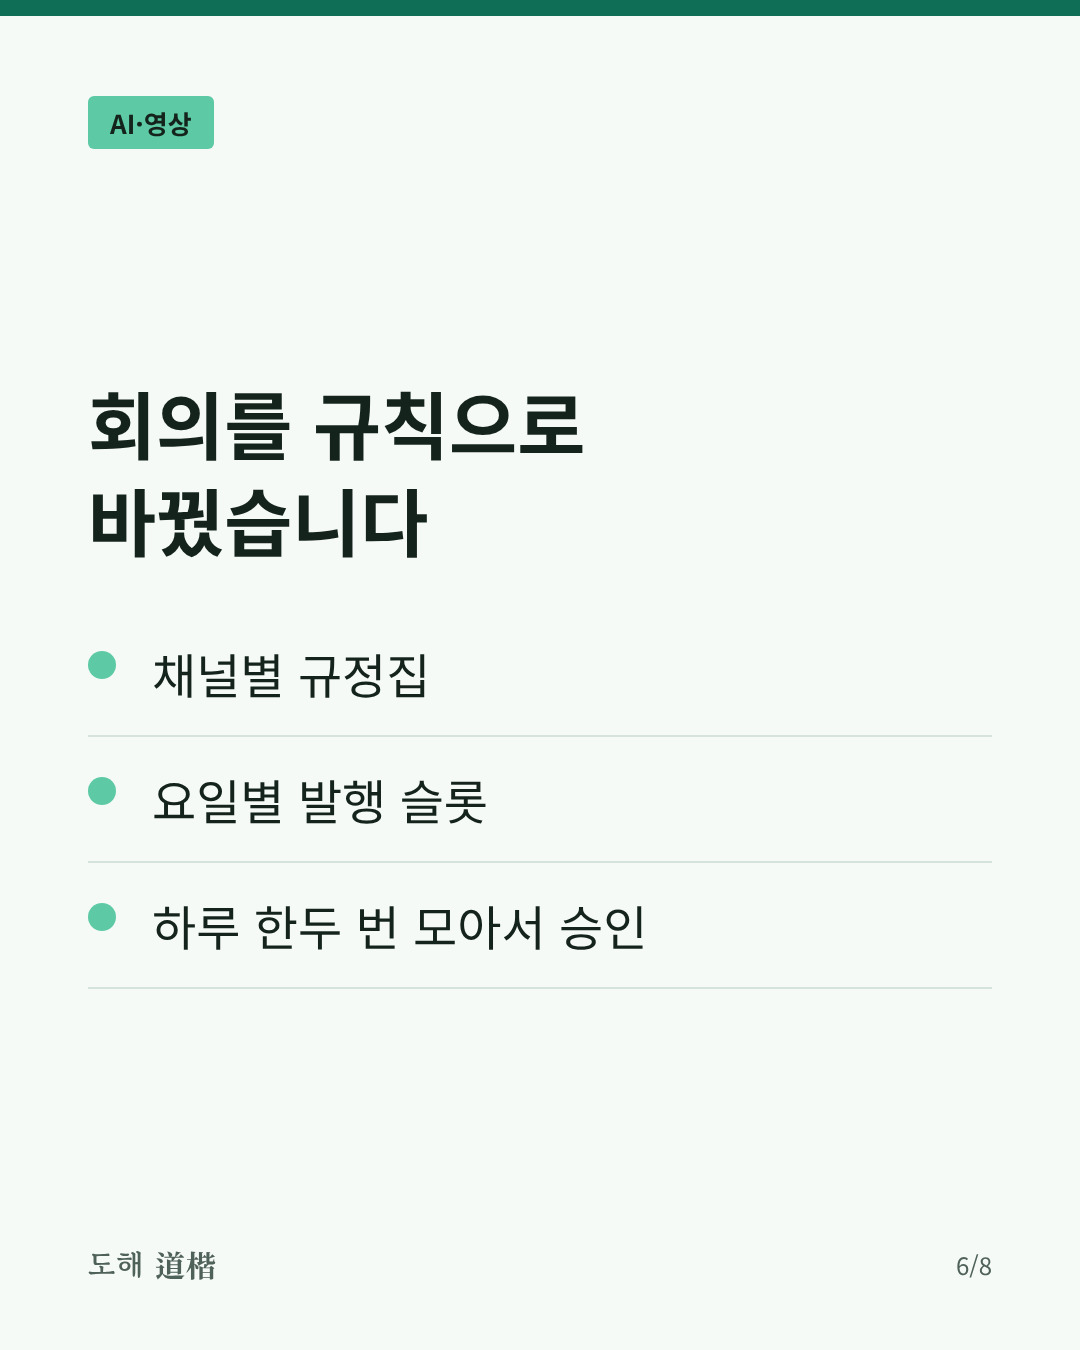 AI·영상
회의를 규칙으로
바꿨습니다
채널별 규정집
요일별 발행 슬롯
하루 한두 번 모아서 승인
도해 道楷
6/8